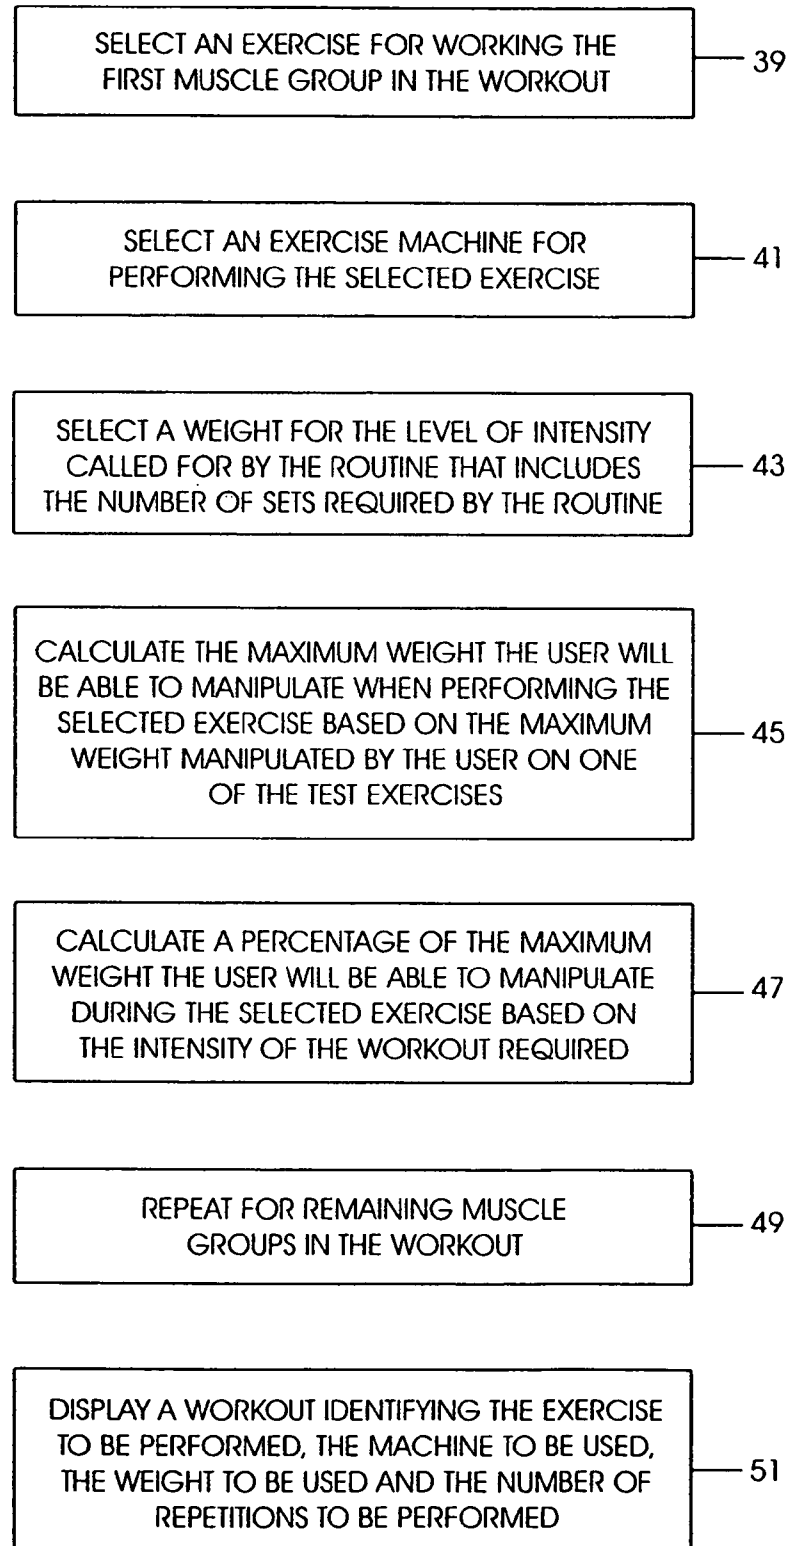 SELECT AN EXERCISE FOR WORKING THE
FIRST MUSCLE GROUP IN THE WORKOUT
39
SELECT AN EXERCISE MACHINE FOR
PERFORMING THE SELECTED EXERCISE
41
SELECT A WEIGHT FOR THE LEVEL OF INTENSITY
CALLED FOR BY THE ROUTINE THAT INCLUDES
THE NUMBER OF SETS REQUIRED BY THE ROUTINE
43
CALCULATE THE MAXIMUM WEIGHT THE USER WILL
BE ABLE TO MANIPULATE WHEN PERFORMING THE
SELECTED EXERCISE BASED ON THE MAXIMUM
WEIGHT MANIPULATED BY THE USER ON ONE
OF THE TEST EXERCISES
45
CALCULATE A PERCENTAGE OF THE MAXIMUM
WEIGHT THE USER WILL BE ABLE TO MANIPULATE
DURING THE SELECTED EXERCISE BASED ON
THE INTENSITY OF THE WORKOUT REQUIRED
47
REPEAT FOR REMAINING MUSCLE
GROUPS IN THE WORKOUT
49
DISPLAY A WORKOUT IDENTIFYING THE EXERCISE
TO BE PERFORMED, THE MACHINE TO BE USED,
THE WEIGHT TO BE USED AND THE NUMBER OF
REPETITIONS TO BE PERFORMED
51